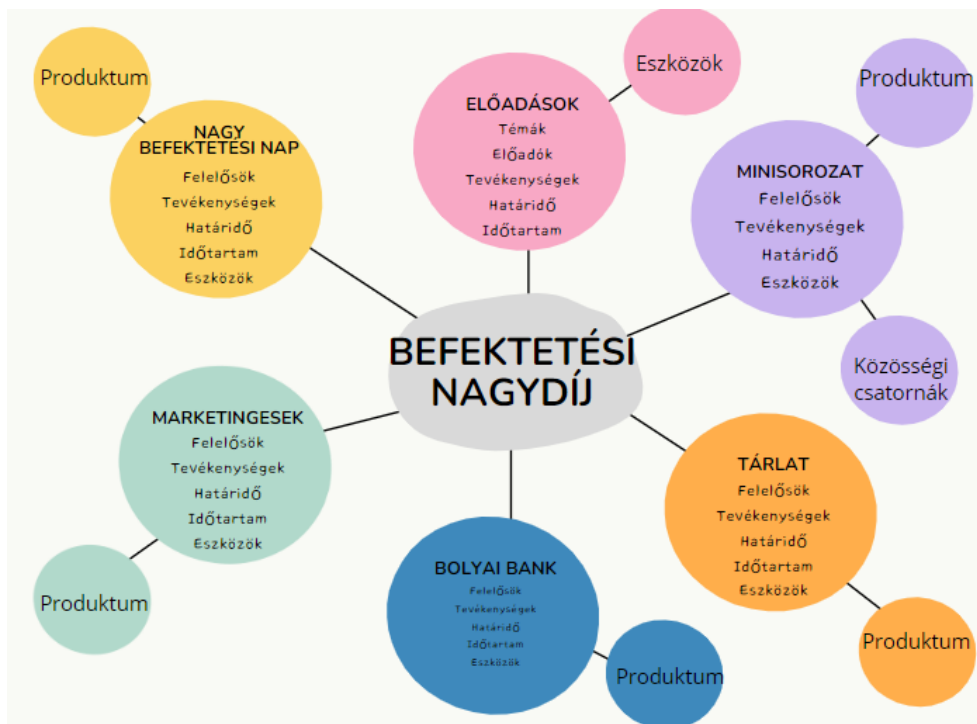 Produktum
NAGY
BEFEKTETÉSI NAP
Felelősök
Tevékenységek
Határidő
Időtartam
Eszközök
Eszközök
ELŐADÁSOK
Témák
Előadók
Tevékenységek
Határidő
Időtartam
Produktum
MINISOROZAT
Felelősök
Tevékenységek
Határidő
Eszközök
Közösségi
csatornák
BEFEKTETÉSI
NAGYDÍJ
MARKETINGESEK
Felelősök
Tevékenységek
Határidő
Időtartam
Eszközök
Produktum
BOLYAI BANK
Felelősök
Tevékenységek
Határidő
Időtartam
Eszközök
Produktum
TÁRLAT
Felelősök
Tevékenységek
Határidő
Időtartam
Eszközök
Produktum